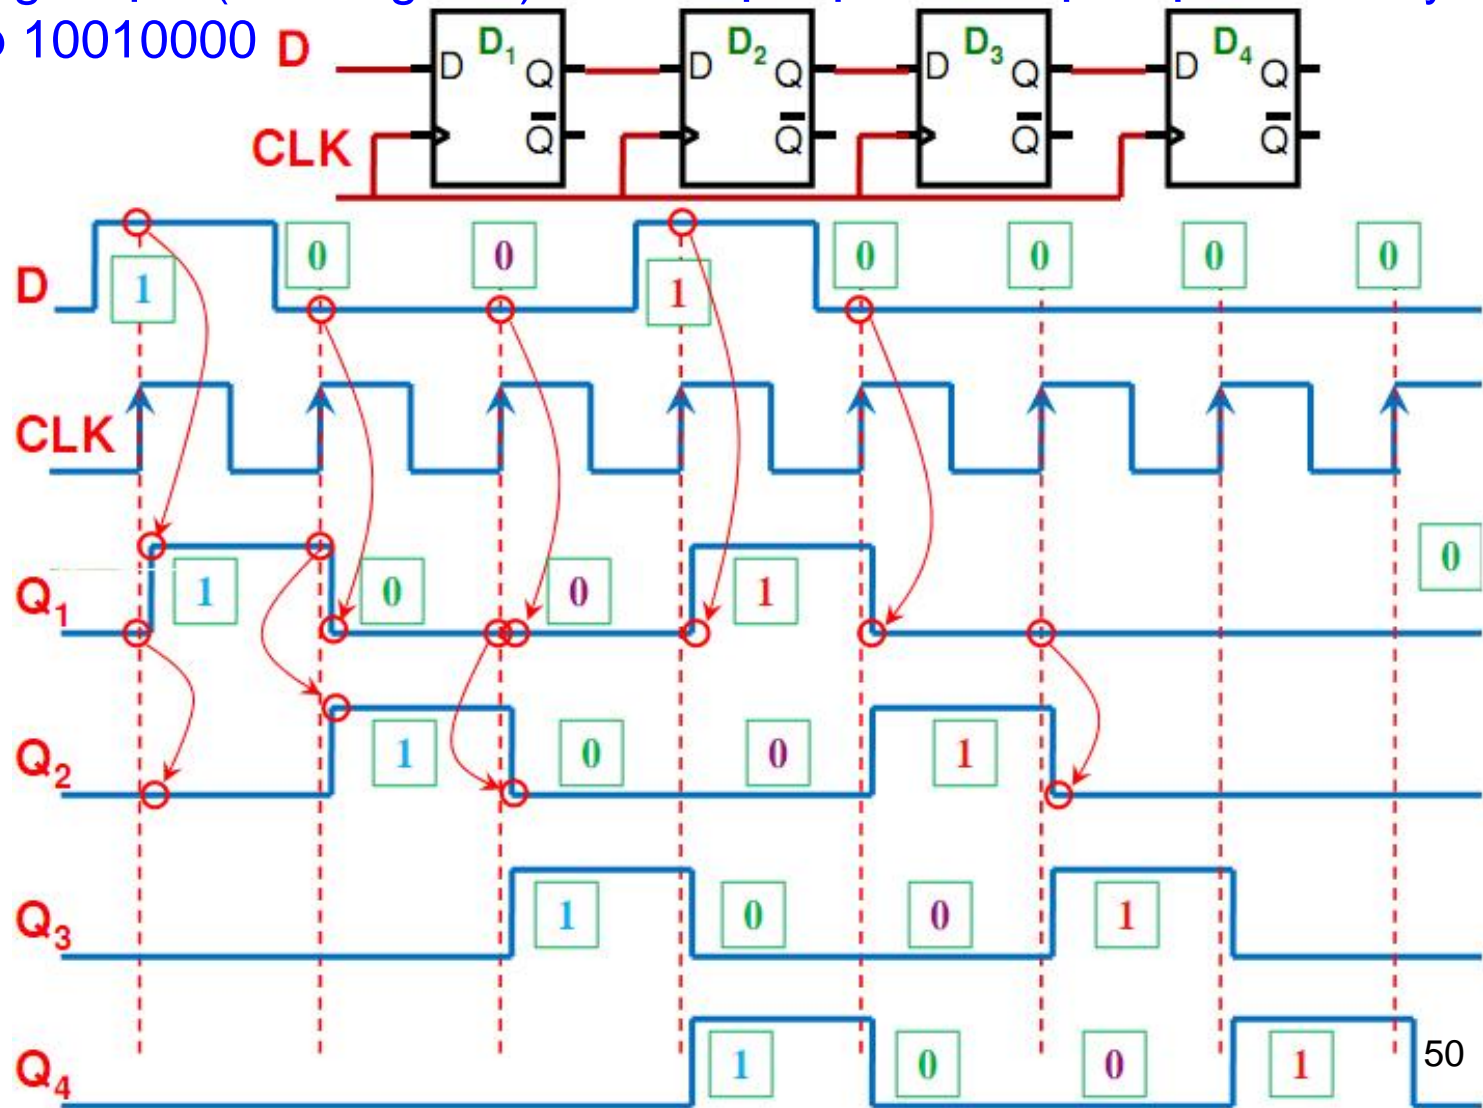 10010000
D
D D₁ Q
Q
D D₂ Q
Q
D D₃ Q
Q
D D₄ Q
Q
CLK
D 1 0 0 1 0 0 0 0
CLK
Q₁ 1 0 0 1 0
Q₂ 1 0 0 1
Q₃ 1 0 0 1
Q₄ 1 0 0 1
50